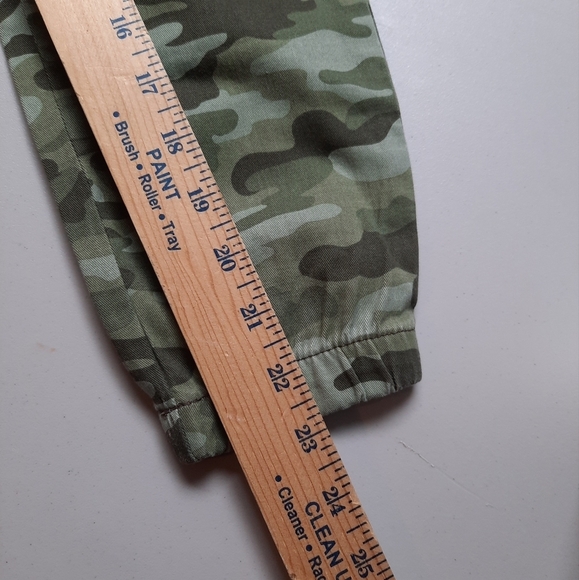 16
17
18
19
20
21
22
23
24
25
PAINT
• Brush • Roller • Tray
CLEAN U
• Cleaner •